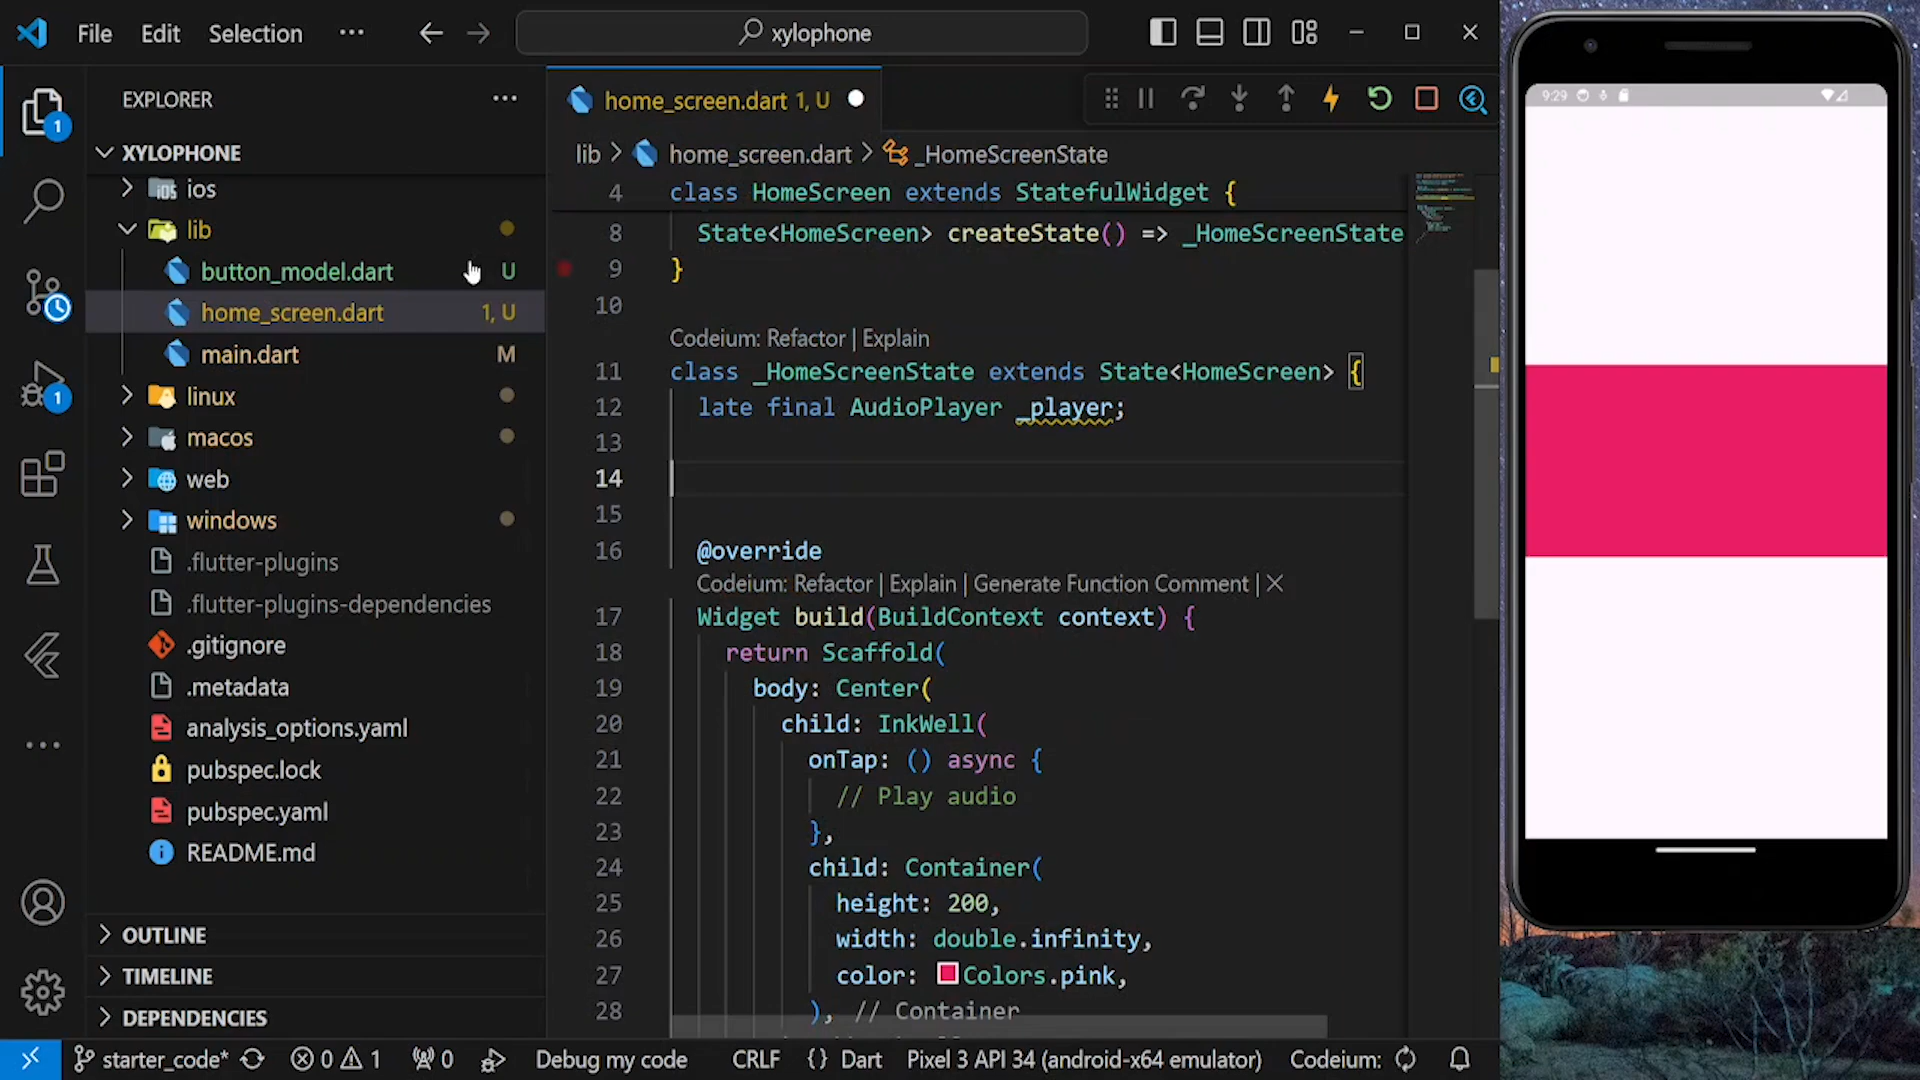 File Edit Selection ··· xylophone
EXPLORER ···
XYLOPHONE
ios
lib
button_model.dart U
home_screen.dart 1, U
main.dart M
linux
macos
web
windows
.flutter-plugins
.flutter-plugins-dependencies
.gitignore
.metadata
analysis_options.yaml
pubspec.lock
pubspec.yaml
README.md
OUTLINE
TIMELINE
DEPENDENCIES
1
1
home_screen.dart 1, U
lib > home_screen.dart > _HomeScreenState
4 class HomeScreen extends StatefulWidget {
8 State<HomeScreen> createState() => _HomeScreenState
9 }
10
Codeium: Refactor | Explain
11 class _HomeScreenState extends State<HomeScreen> {
12 late final AudioPlayer _player;
13
14
15
16 @override
Codeium: Refactor | Explain | Generate Function Comment | ×
17 Widget build(BuildContext context) {
18 return Scaffold(
19 body: Center(
20 child: InkWell(
21 onTap: () async {
22 // Play audio
23 },
24 child: Container(
25 height: 200,
26 width: double.infinity,
27 color: Colors.pink,
28 ), // Container
starter_code* 0 1 0 Debug my code CRLF {} Dart Pixel 3 API 34 (android-x64 emulator) Codeium:
9:29